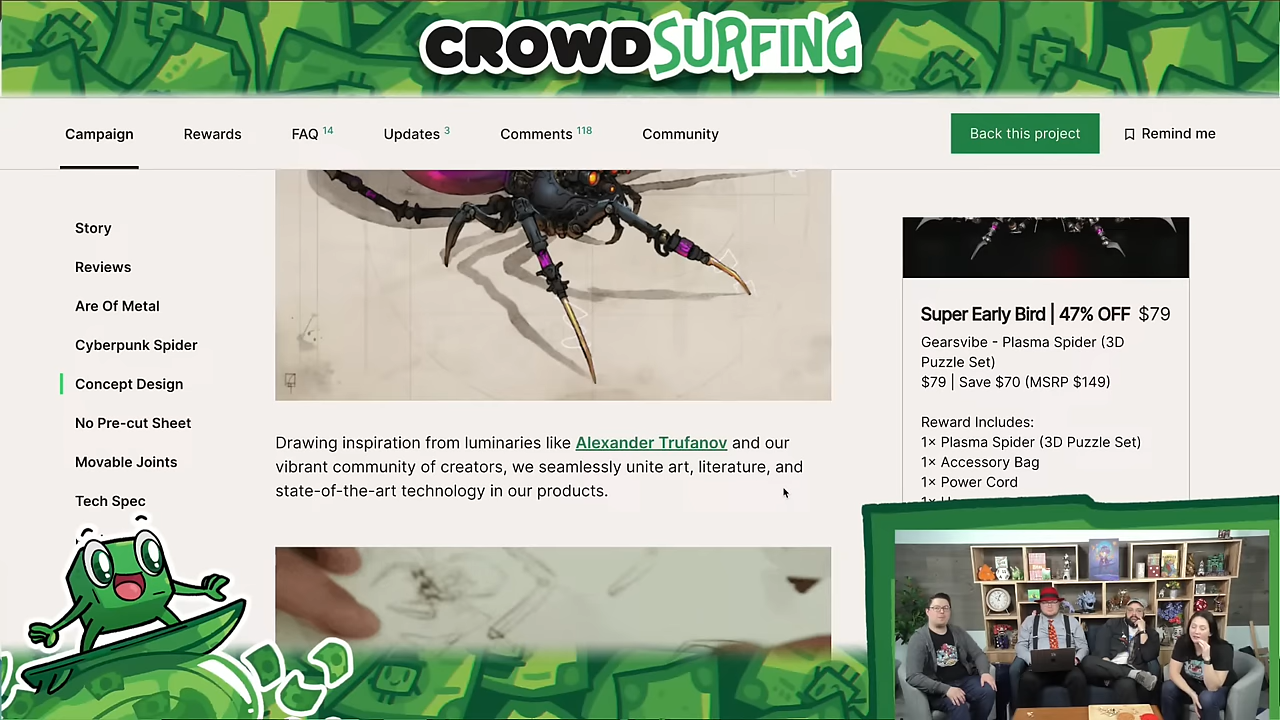 CROWDSURFING
Campaign
Rewards
FAQ 14
Updates 3
Comments 118
Community
Back this project
Remind me
Story
Reviews
Are Of Metal
Cyberpunk Spider
Concept Design
No Pre-cut Sheet
Movable Joints
Tech Spec
Drawing inspiration from luminaries like Alexander Trufanov and our
vibrant community of creators, we seamlessly unite art, literature, and
state-of-the-art technology in our products.
Super Early Bird | 47% OFF $79
Gearsvibe - Plasma Spider (3D
Puzzle Set)
$79 | Save $70 (MSRP $149)
Reward Includes:
1× Plasma Spider (3D Puzzle Set)
1× Accessory Bag
1× Power Cord